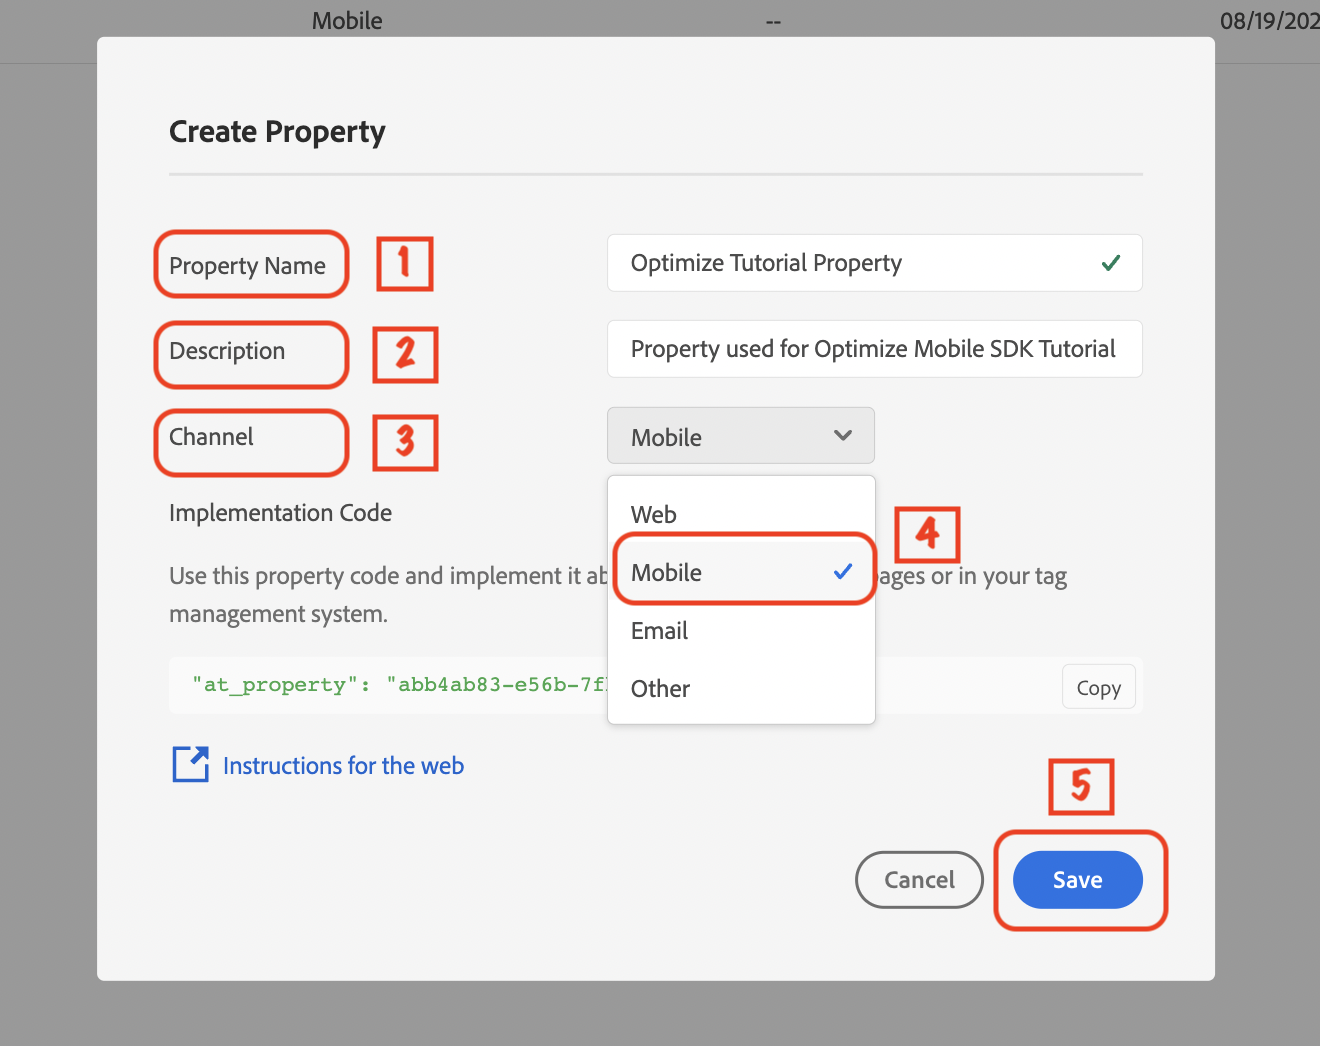 Mobile -- 08/19/202
Create Property
Property Name 1 Optimize Tutorial Property
Description 2 Property used for Optimize Mobile SDK Tutorial
Channel 3 Mobile
Web
Implementation Code
4
Mobile
Use this property code and implement it ab ages or in your tag
management system.
Email
"at_property": "abb4ab83-e56b-7f
Other
Copy
Instructions for the web
5
Cancel Save